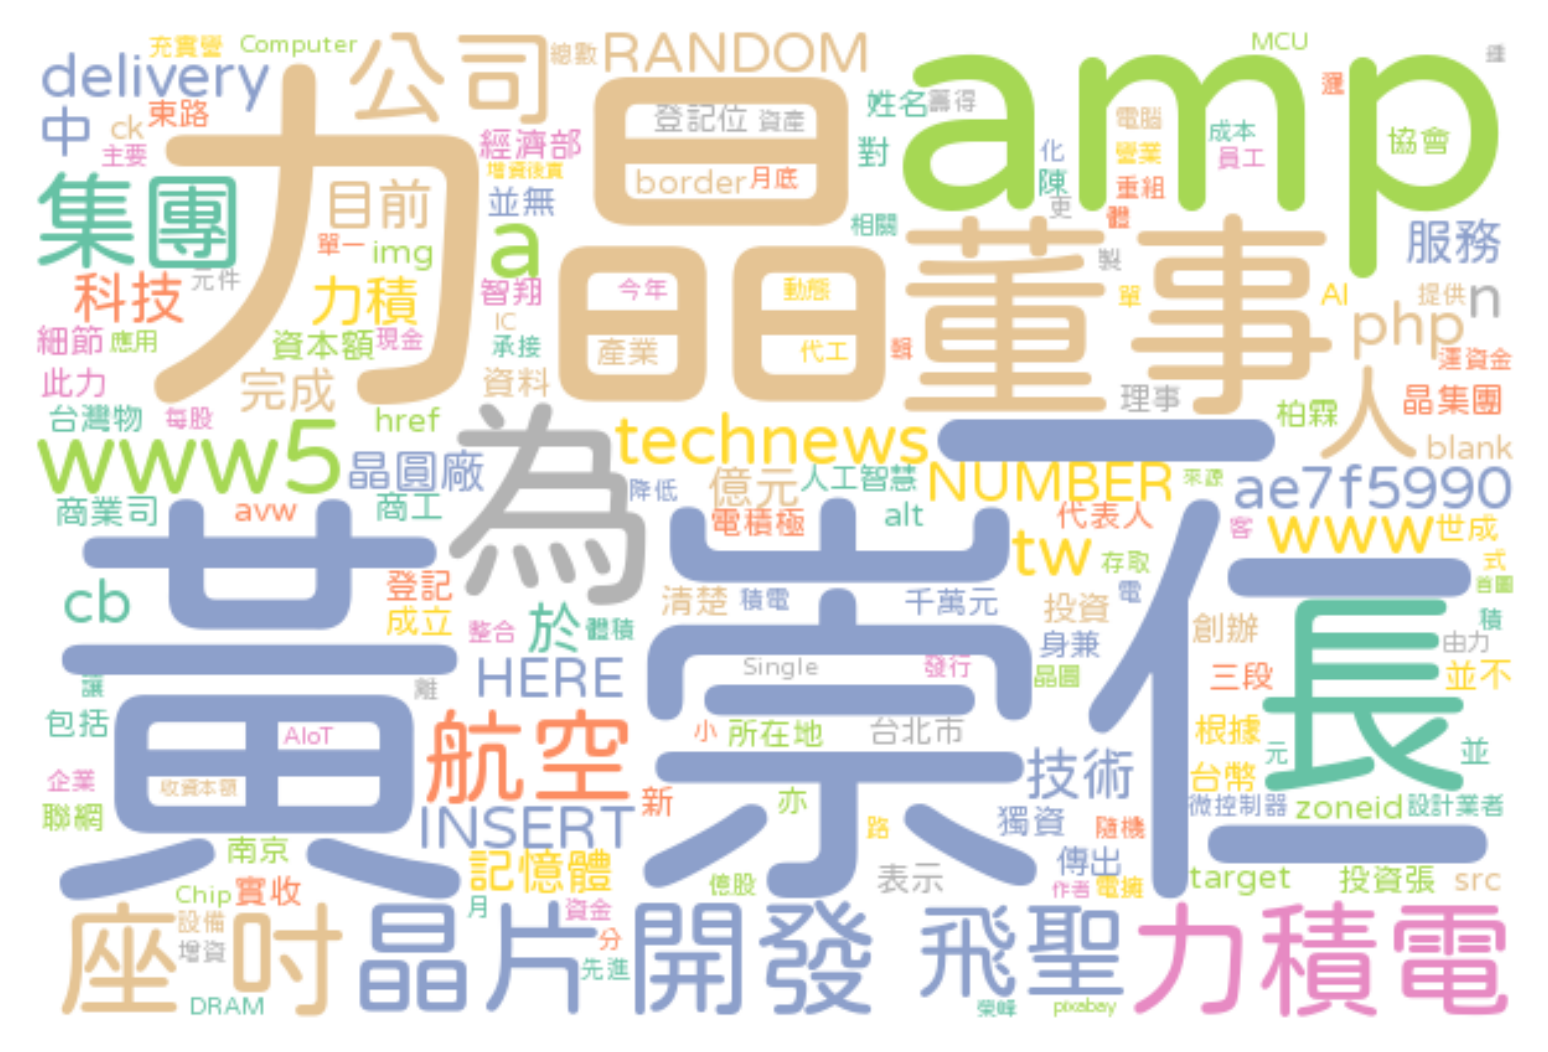 充實營 Computer 公司 總數 RANDOM amp MCU
delivery 力晶 登記位 資產 姓名 籌得 電腦 成本 協會
中 ck 東路 經濟部 對 化 營業 員工
主要 增資後實 border 月底 陳 重組
集團 目前 並無 更 體
單一 img a 相關 董事 服務
科技 元件 力積 智翔 今年 動態 製 單 AI 提供 n
細節 應用 資本額 現金 IC 承接 產業 代工 php 運資金
此力 完成 資料 理事 人 晶集團
台灣物 每股 href 為 technews 一 柏霖 blank
www5 晶圓廠 降低 億元 人工智慧 NUMBER 來源 ae7f5990
商業司 avw 商工 電積極 alt 代表人 客 www 世成
黃崇仁 tw 存取 式 首圖
cb 登記 清楚 積電 千萬元 投資 電 長
成立 整合 於 體積 身兼 創辦 積 由力
讓 離 HERE Single 發行 晶圓 三段 並不
包括 AIoT 航空 小 所在地 台北市 根據 元 並
企業 收資本額 技術 台幣
聯網 INSERT 新 亦 路 獨資 隨機 微控制器 zoneid 設計業者
南京 記憶體 億股 表示 傳出 target 投資張 src
Chip 實收 月 資金 作者 電擁
座吋 設備 晶片 開發 飛聖 力積電
增資 分 先進
DRAM 榮峰 pixabay